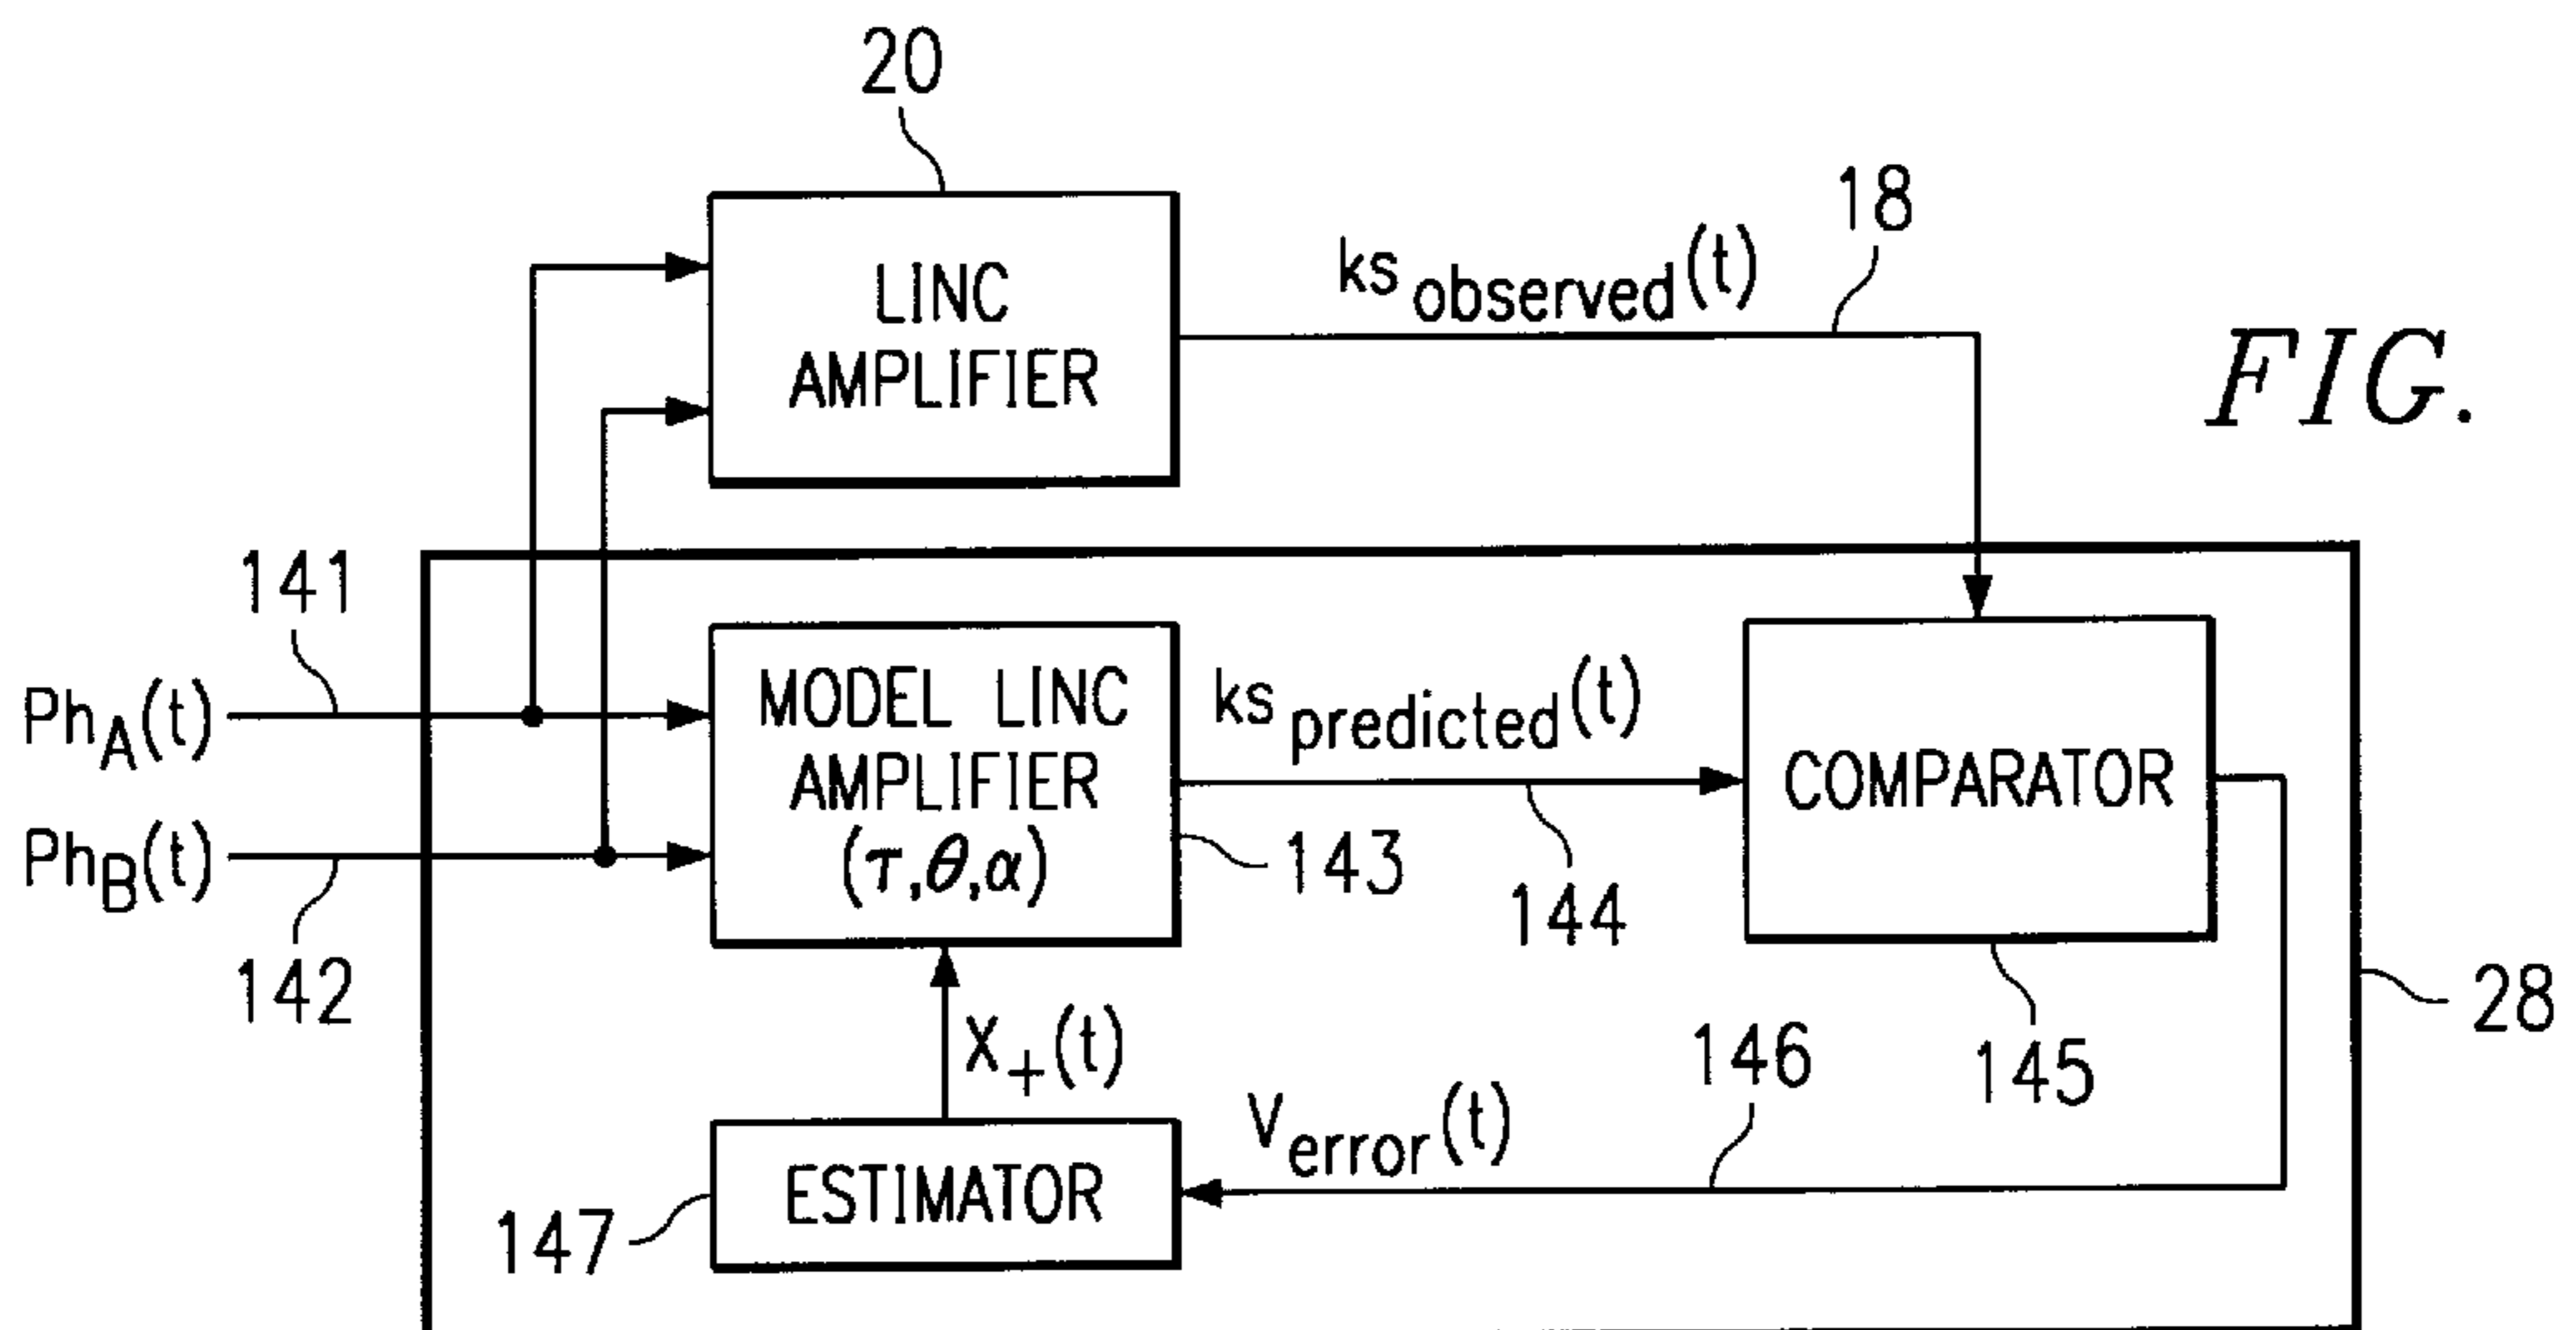 20
LINC
AMPLIFIER
ks observed(t)
18
FIG.
141
142
PhA(t)
PhB(t)
MODEL LINC
AMPLIFIER
(τ,θ,α)
143
ks predicted(t)
144
COMPARATOR
145
28
X+(t)
Verror(t)
146
ESTIMATOR
147